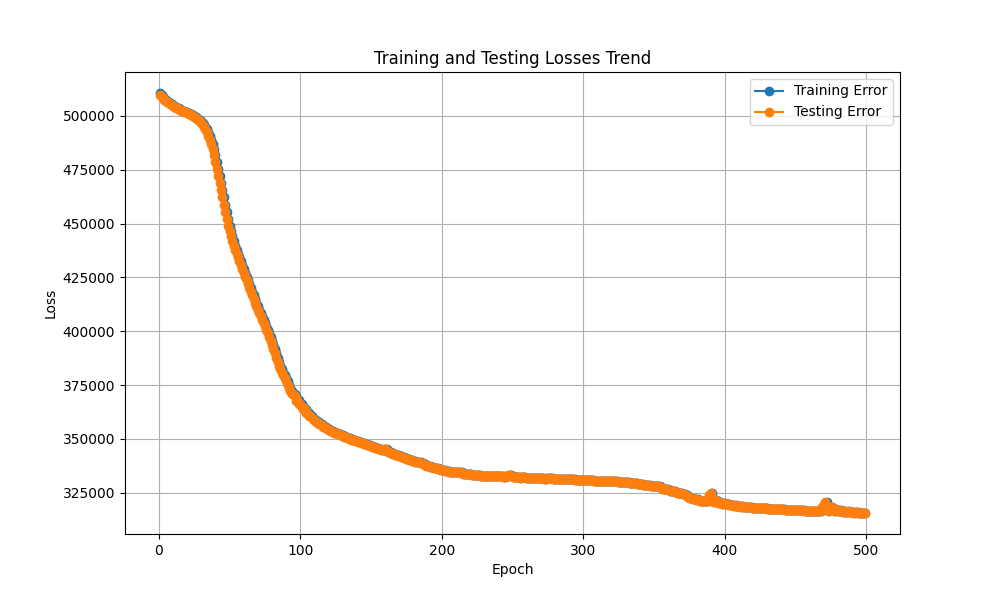 Training and Testing Losses Trend
Training Error
Testing Error
500000
475000
450000
425000
400000
375000
350000
325000
Loss
0 100 200 300 400 500
Epoch